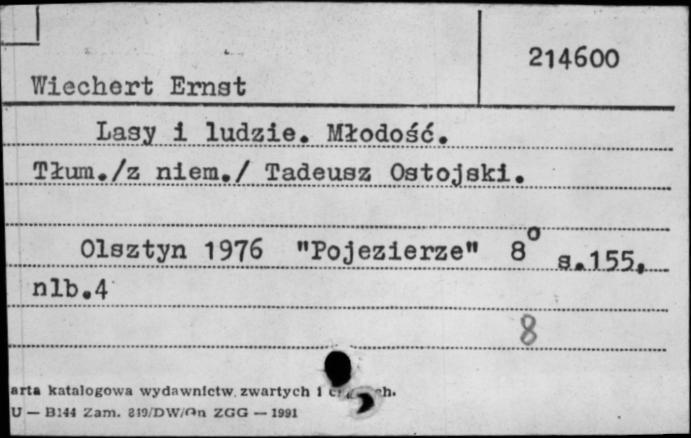 214600
Wiechert Ernst
Lasy i ludzie. Młodość.
Tłum./z niem./ Tadeusz Ostojski.
Olsztyn 1976 "Pojezierze" 8° s.155,
nlb.4
8
arta katalogowa wydawnictw zwartych i
U — B144 Zam. 819/DW/On ZGG — 1991